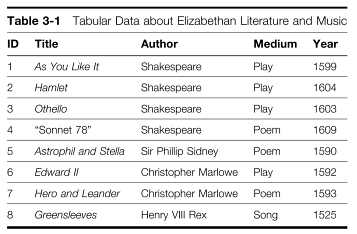 Table 3-1 Tabular Data about Elizabethan Literature and Music
ID Title Author Medium Year
1 As You Like It Shakespeare Play 1599
2 Hamlet Shakespeare Play 1604
3 Othello Shakespeare Play 1603
4 “Sonnet 78” Shakespeare Poem 1609
5 Astrophil and Stella Sir Phillip Sidney Poem 1590
6 Edward II Christopher Marlowe Play 1592
7 Hero and Leander Christopher Marlowe Poem 1593
8 Greensleeves Henry VIII Rex Song 1525